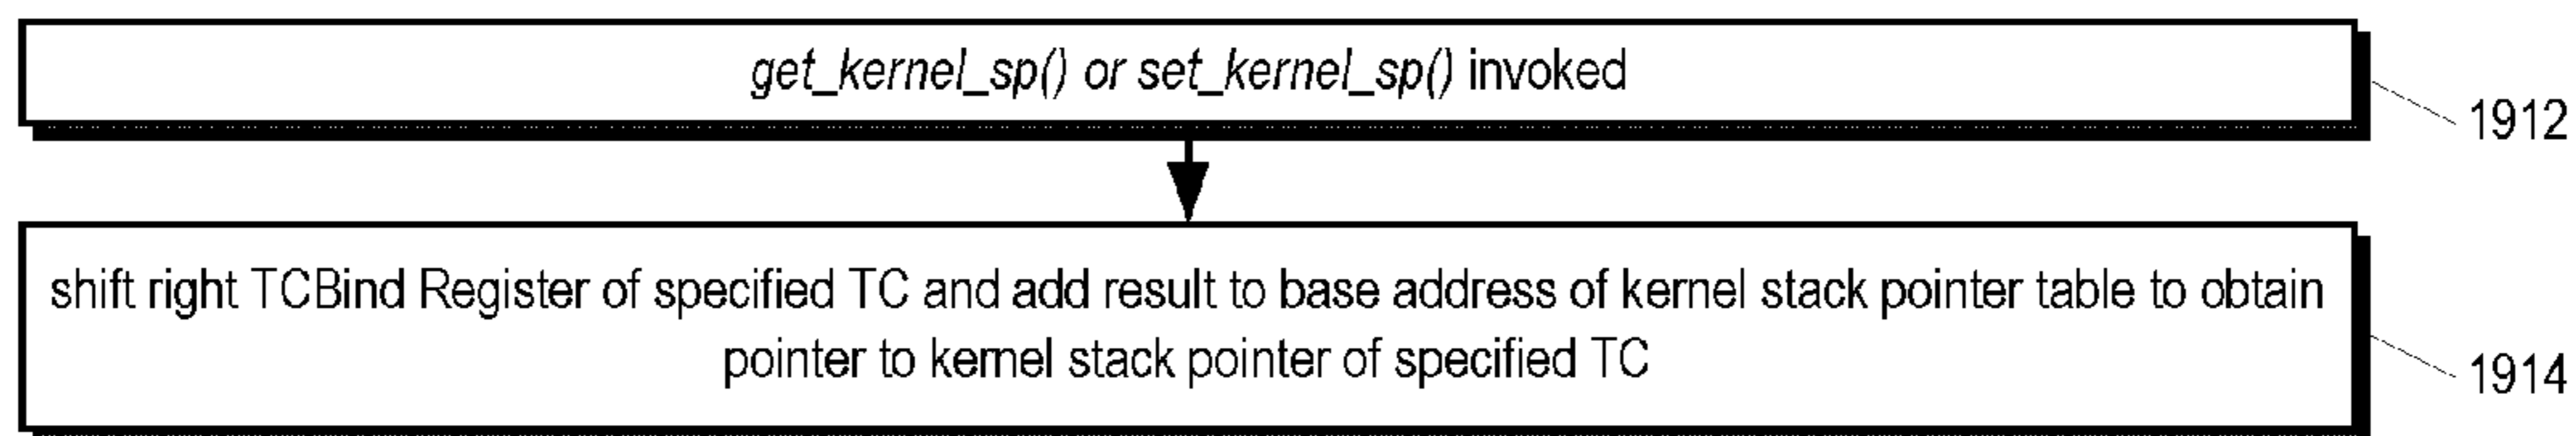 get_kernel_sp() or set_kernel_sp() invoked
1912
shift right TCBind Register of specified TC and add result to base address of kernel stack pointer table to obtain
pointer to kernel stack pointer of specified TC
1914